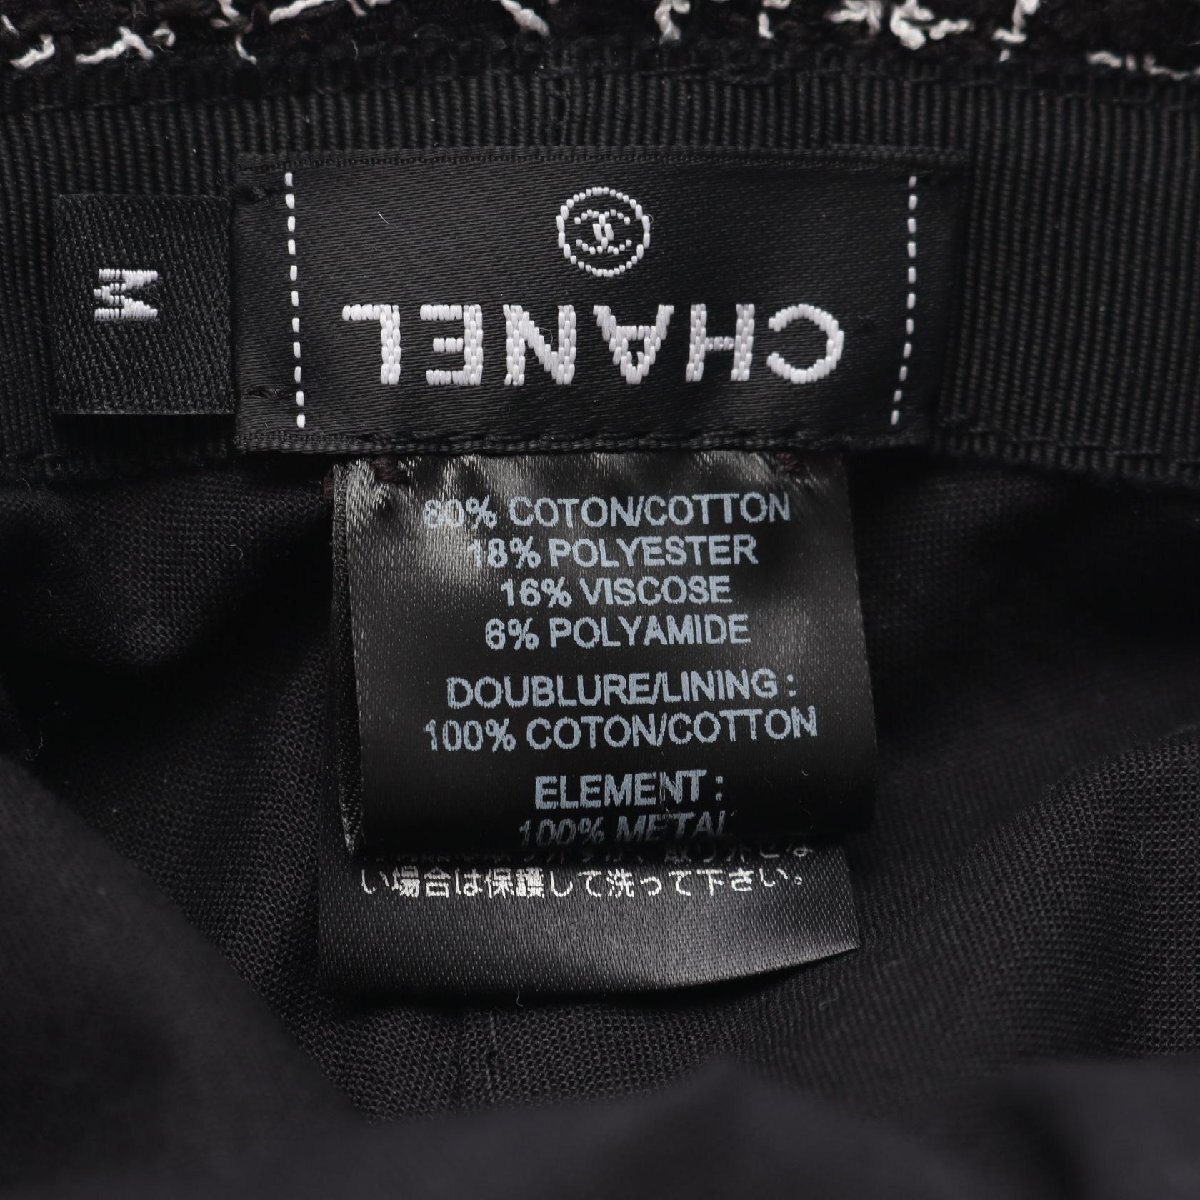 M
CHANEL
60% COTON/COTTON
18% POLYESTER
16% VISCOSE
6% POLYAMIDE
DOUBLURE/LINING :
100% COTON/COTTON
ELEMENT :
100% METAL
い場合は保護して洗って下さい。